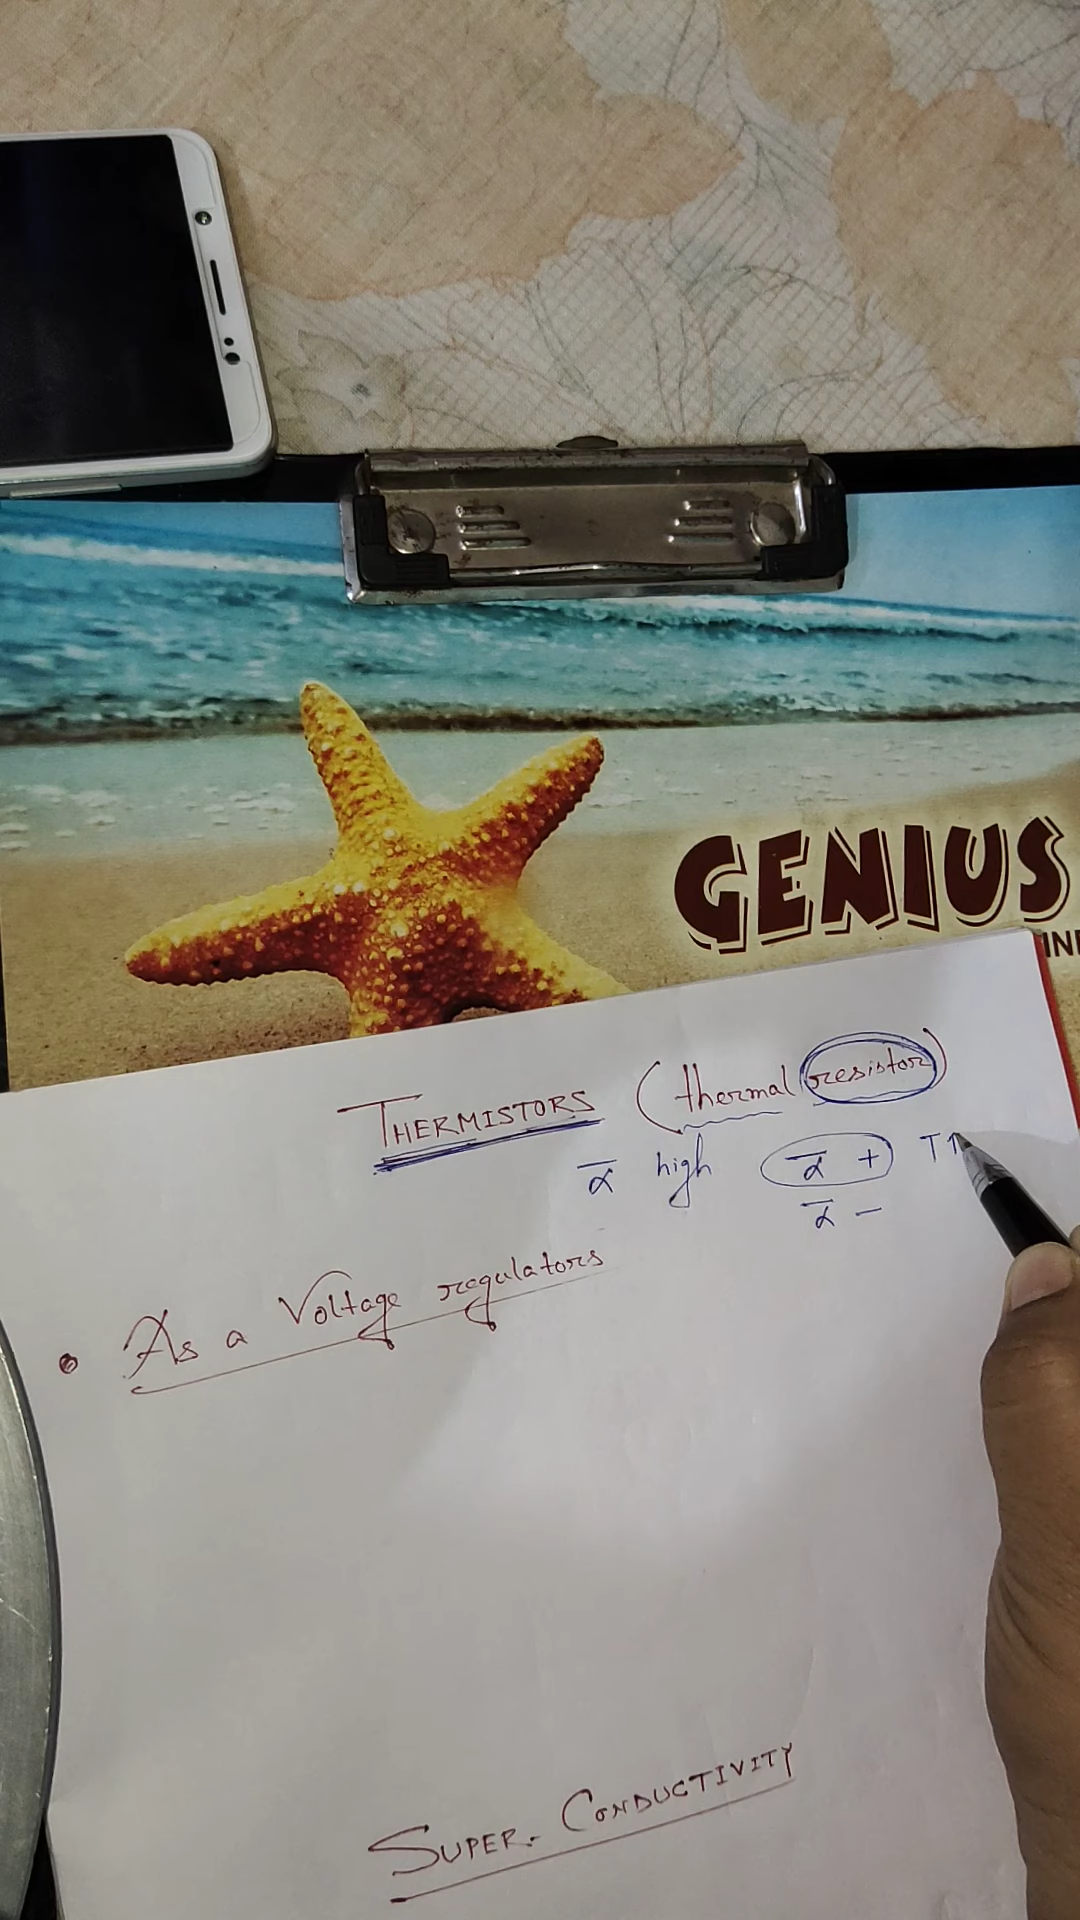 GENIUS
THERMISTORS (thermal resistor)
ᾱ high ᾱ + T↑
ᾱ –
• As a Voltage regulators
SUPER- CONDUCTIVITY